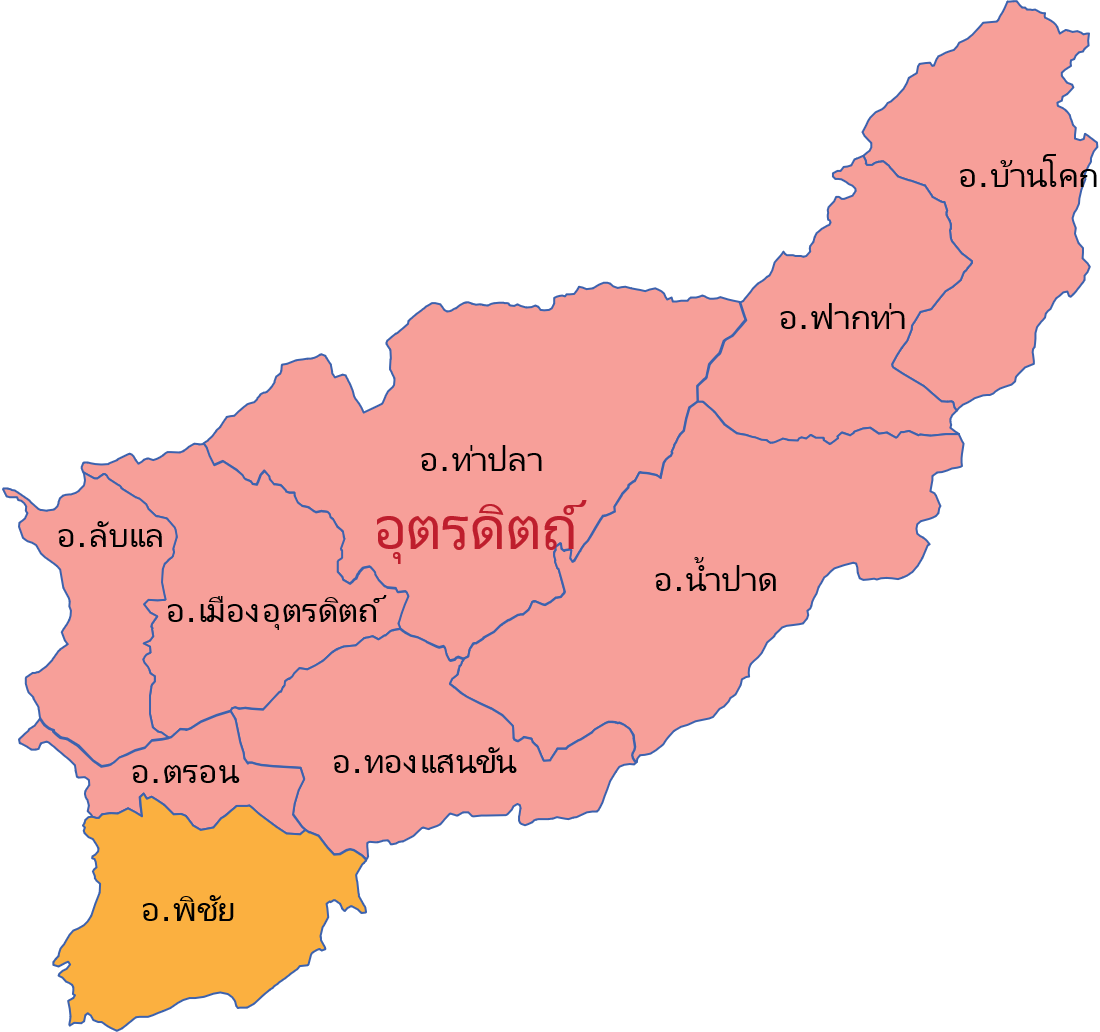 อ.บ้านโคก
อ.ฟากท่า
อ.ท่าปลา
อุตรดิตถ์
อ.ลับแล
อ.น้ำปาด
อ.เมืองอุตรดิตถ์
อ.ทองแสนขัน
อ.ตรอน
อ.พิชัย